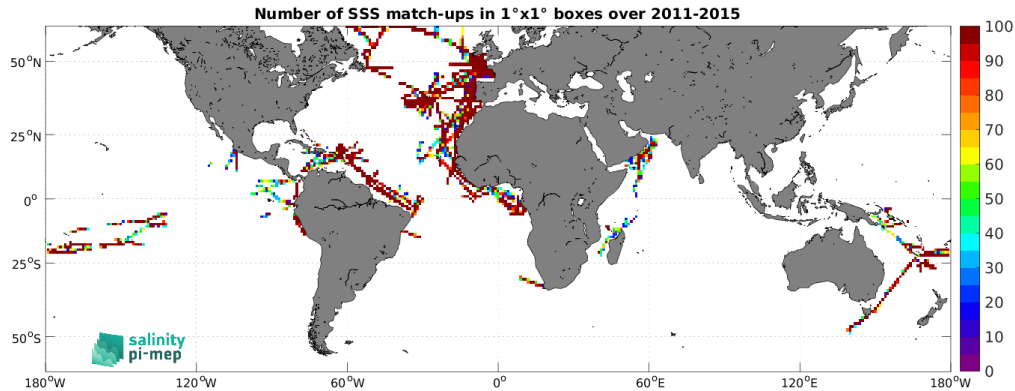 Number of SSS match-ups in 1°x1° boxes over 2011-2015
50°N
25°N
0°
25°S
50°S
180°W
120°W
60°W
0°
60°E
120°E
180°W
100
90
80
70
60
50
40
30
20
10
0
salinity
pi-mep